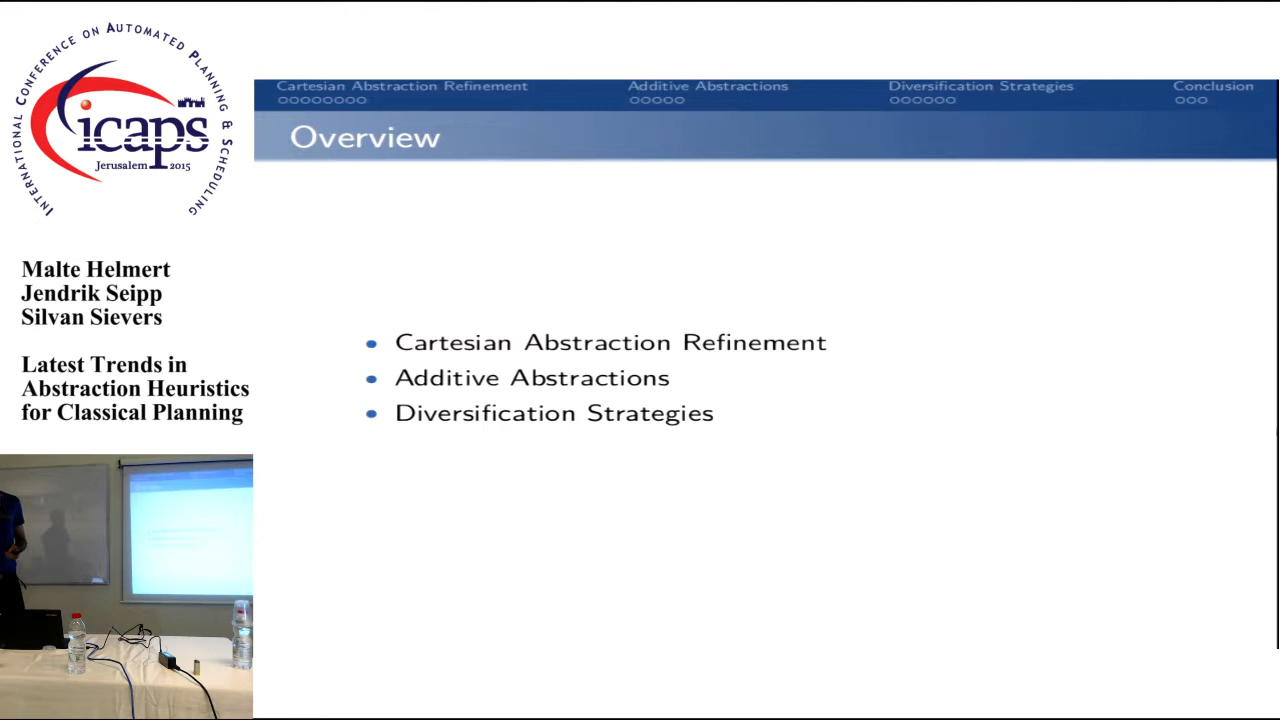 INTERNATIONAL CONFERENCE ON AUTOMATED PLANNING & SCHEDULING
icaps
Jerusalem 2015
Malte Helmert
Jendrik Seipp
Silvan Sievers
Latest Trends in
Abstraction Heuristics
for Classical Planning
Cartesian Abstraction Refinement
Additive Abstractions
Diversification Strategies
Conclusion
Overview
• Cartesian Abstraction Refinement
• Additive Abstractions
• Diversification Strategies